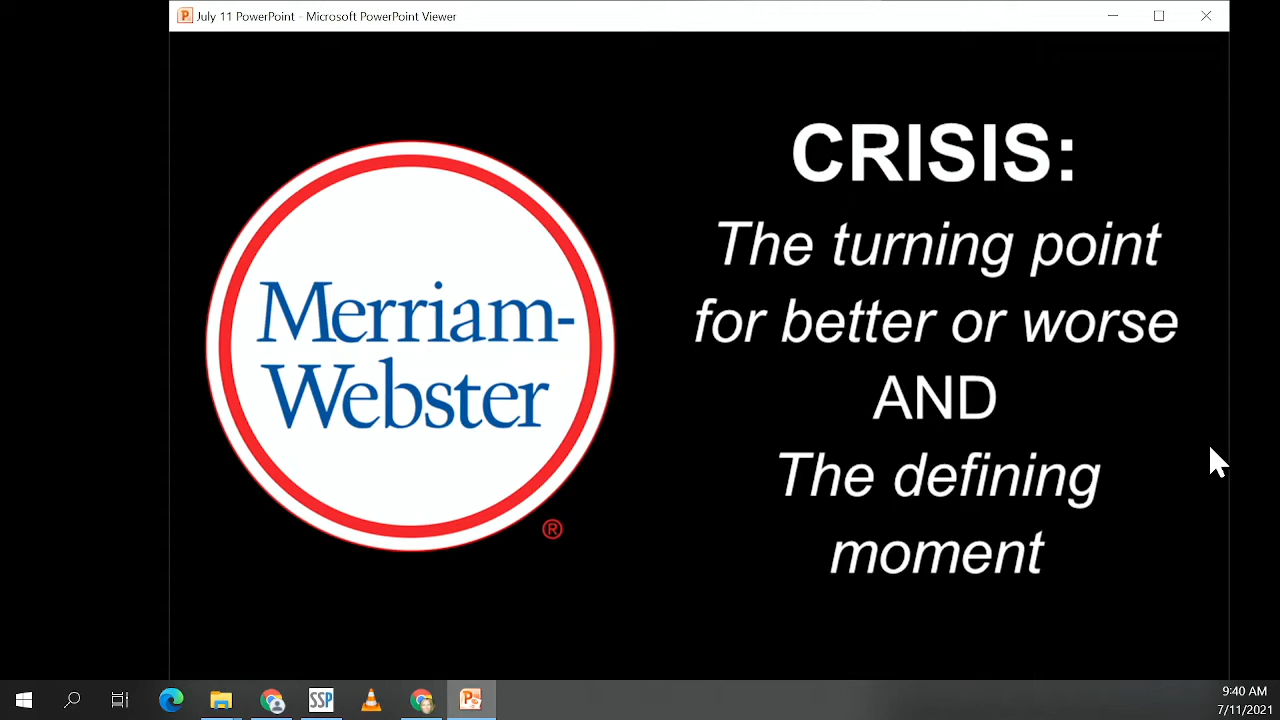 July 11 PowerPoint - Microsoft PowerPoint Viewer
CRISIS:
The turning point
for better or worse
AND
The defining
moment
Merriam-
Webster
®
SSP
9:40 AM
7/11/2021